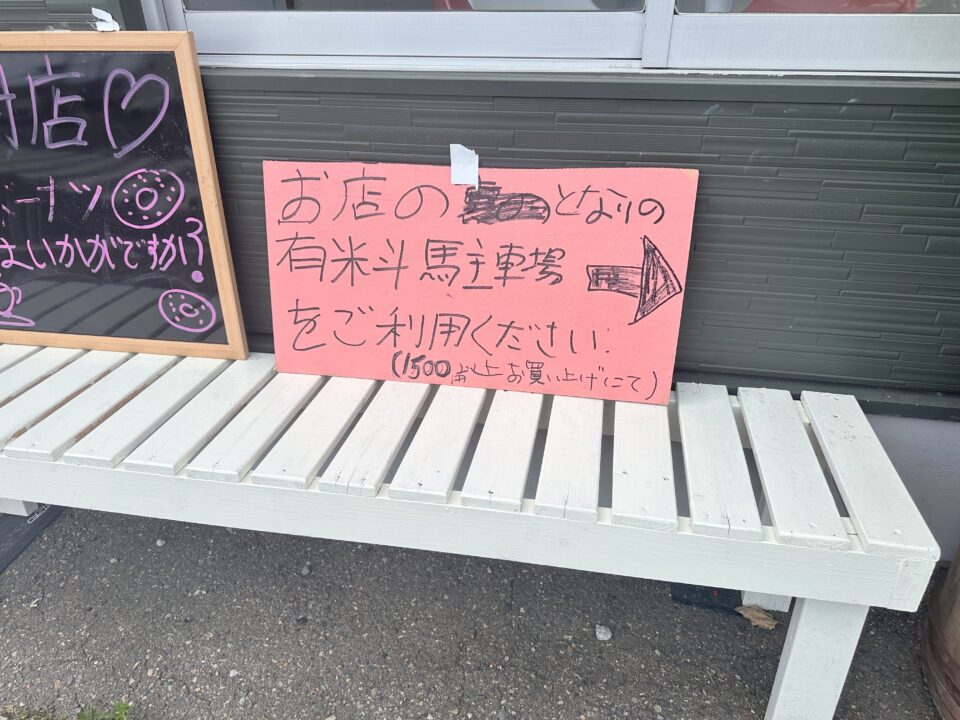 店♡
ーナツ
はいかがですか!?
お店の となりの
有料駐車場
をご利用ください.
(1500 以上お買い上げにて)